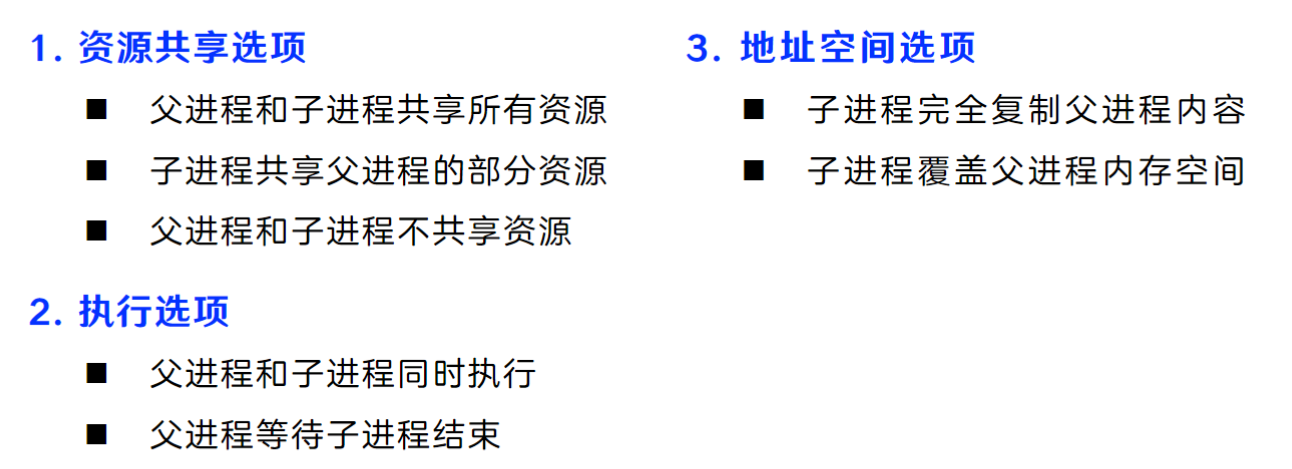 1. 资源共享选项
■ 父进程和子进程共享所有资源
■ 子进程共享父进程的部分资源
■ 父进程和子进程不共享资源
2. 执行选项
■ 父进程和子进程同时执行
■ 父进程等待子进程结束
3. 地址空间选项
■ 子进程完全复制父进程内容
■ 子进程覆盖父进程内存空间